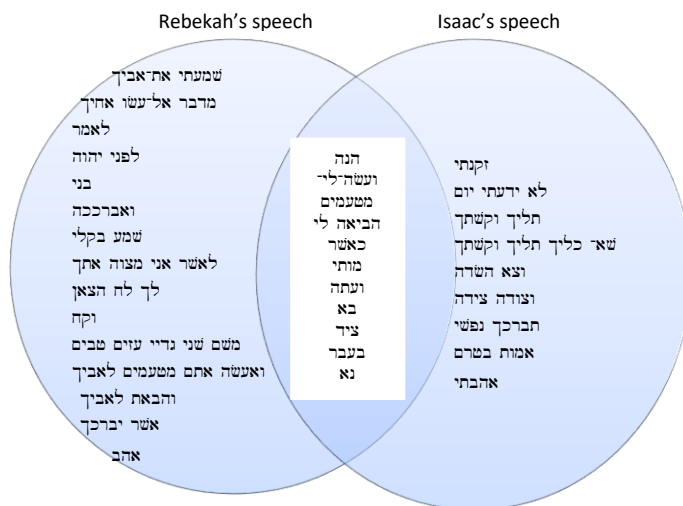 Rebekah's speech
Isaac's speech
שמעתי את־אביך
מדבר אל־עשו אחיך
לאמר
לפני יהוה
בני
ואברככה
שמע בקלי
לאשר אני מצוה אתך
לך לח הצאן
וקח
משם שני גדיי עזים טבים
ואעשה אתם מטעמים לאביך
והבאת לאביך
אשר יברכך
אהב
הנה
ועשה־לי־
מטעמים
הביאה לי
כאשר
מותי
ועתה
בא
ציד
בעבר
נא
זקנתי
לא ידעתי יום
תליך וקשתך
שא־ כליך תליך וקשתך
וצא השדה
וצודה צידה
תברכך נפשי
אמות בטרם
אהבתי